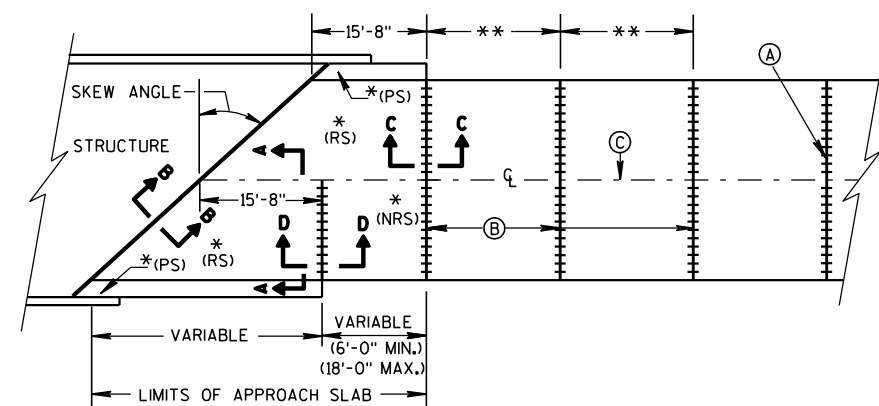 15'-8"
**
**
A
SKEW ANGLE
*(PS)
*
(RS)
C
C
STRUCTURE
A
C
℄
B
15'-8"
*
(NRS)
B
B
D
D
*
(RS)
*(PS)
A
VARIABLE
VARIABLE
(6'-0" MIN.)
(18'-0" MAX.)
LIMITS OF APPROACH SLAB